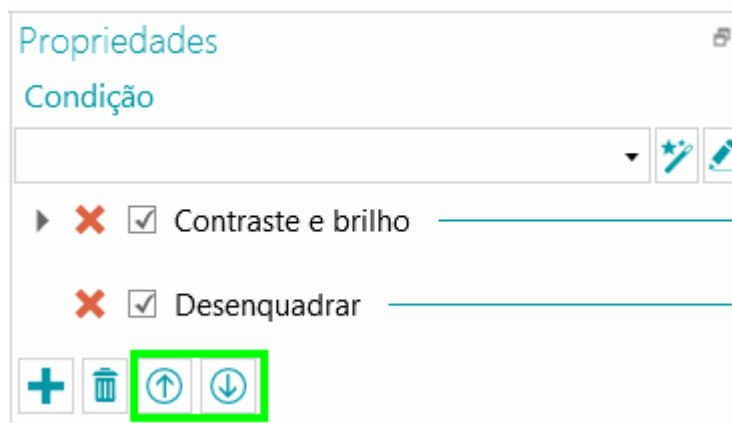 Propriedades
Condição
Contraste e brilho
Desenquadrar